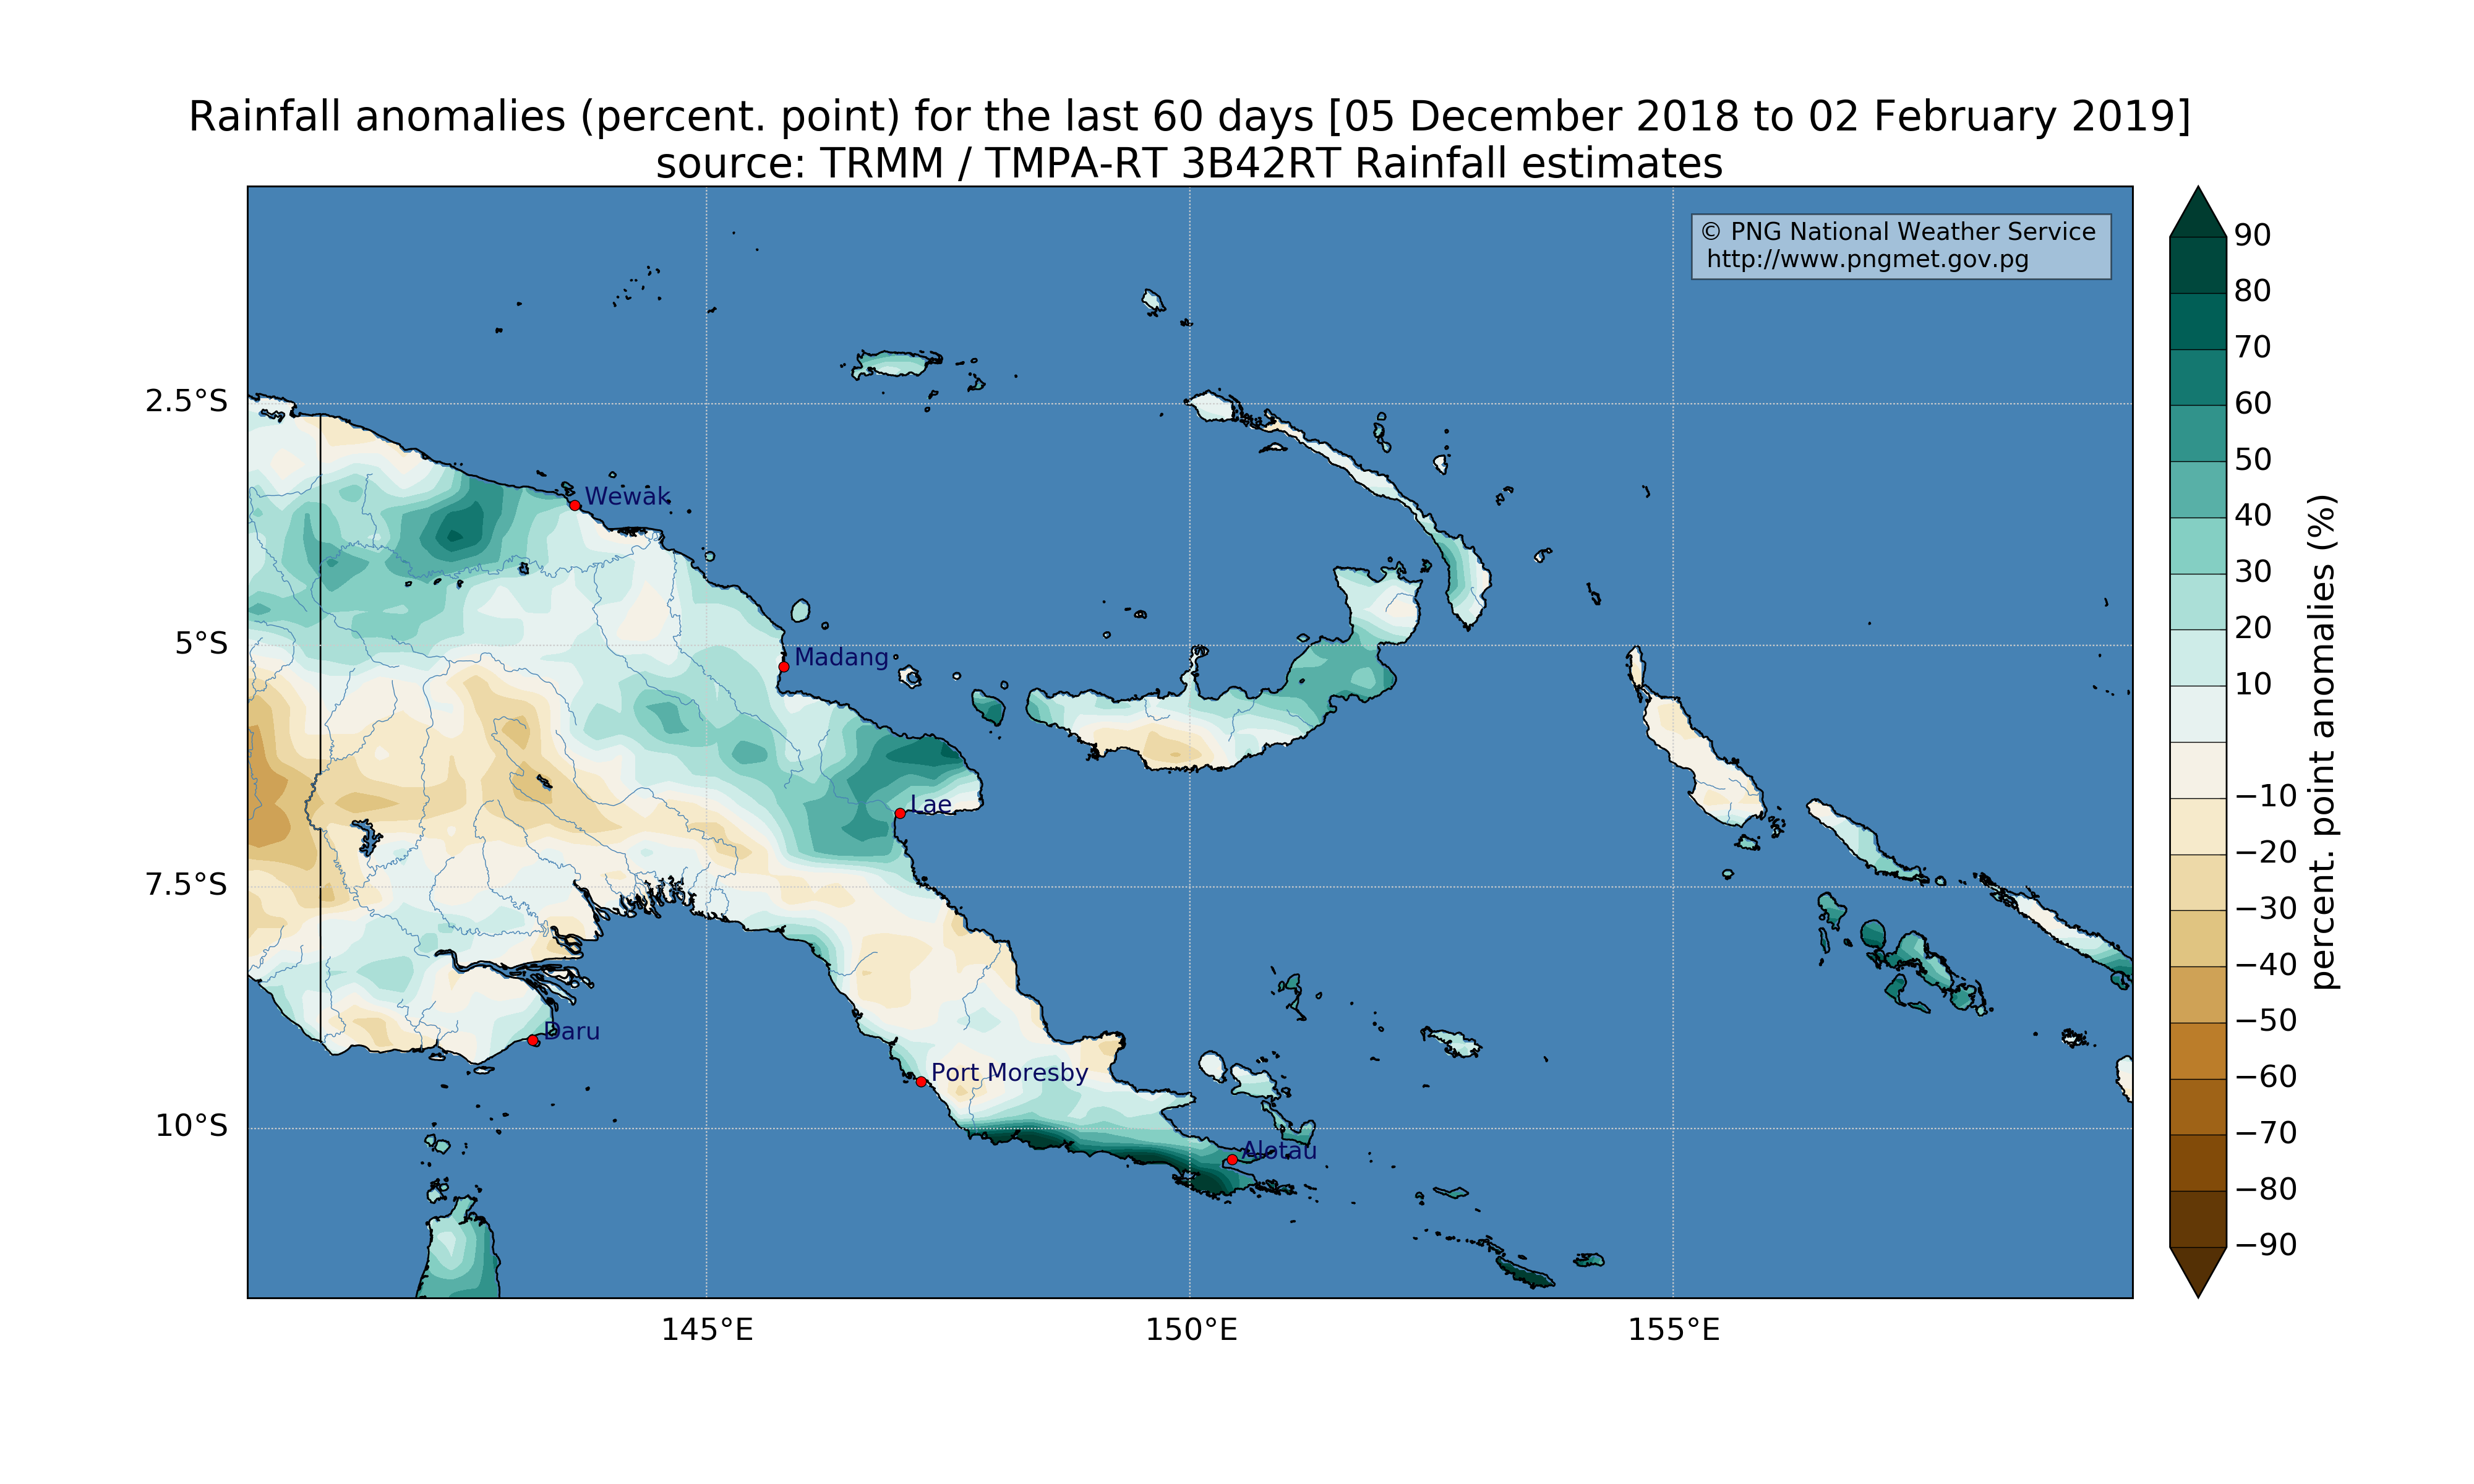 Rainfall anomalies (percent. point) for the last 60 days [05 December 2018 to 02 February 2019]
source: TRMM / TMPA-RT 3B42RT Rainfall estimates
© PNG National Weather Service
http://www.pngmet.gov.pg
2.5°S
5°S
7.5°S
10°S
145°E
150°E
155°E
Wewak
Madang
Lae
Daru
Port Moresby
Alotau
90
80
70
60
50
40
30
20
10
−10
−20
−30
−40
−50
−60
−70
−80
−90
percent. point anomalies (%)